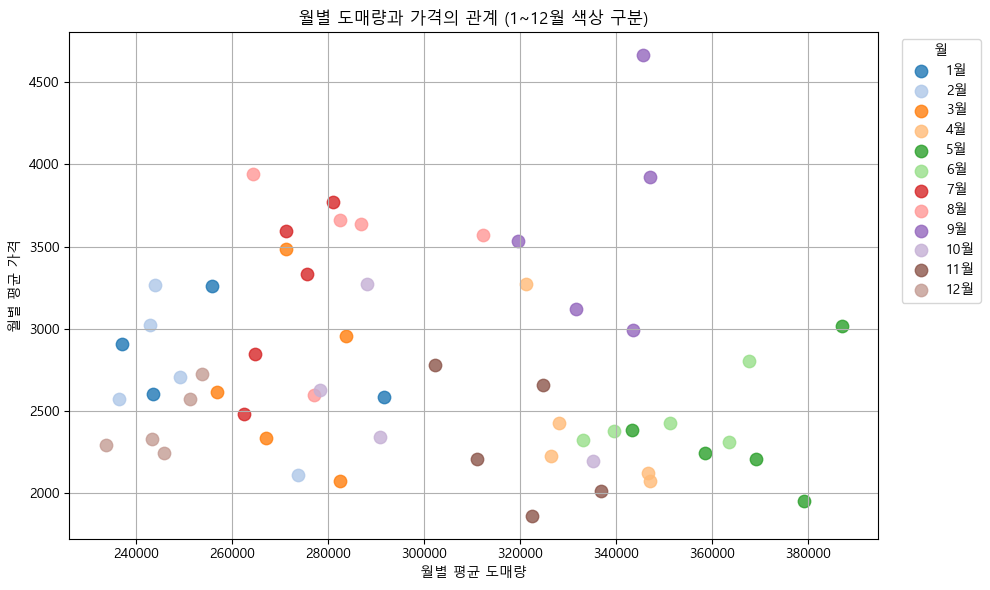 월별 도매량과 가격의 관계 (1~12월 색상 구분)
월별 평균 가격
4500
4000
3500
3000
2500
2000
240000
260000
280000
300000
320000
340000
360000
380000
월별 평균 도매량
월
1월
2월
3월
4월
5월
6월
7월
8월
9월
10월
11월
12월